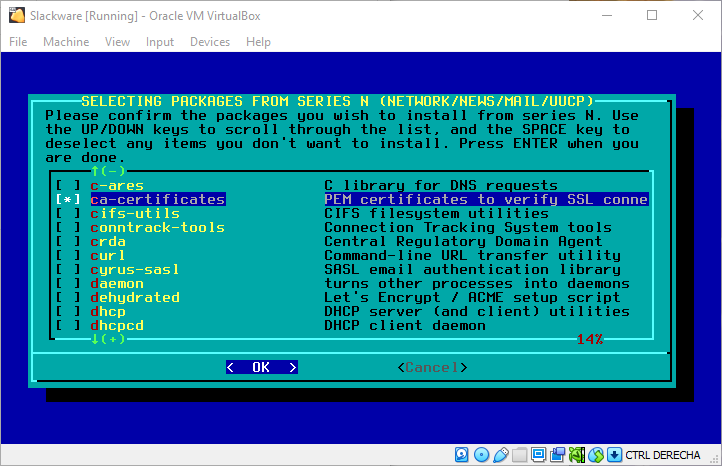 Slackware [Running] - Oracle VM VirtualBox
File Machine View Input Devices Help
SELECTING PACKAGES FROM SERIES N (NETWORK/NEWS/MAIL/UUCP)
Please confirm the packages you wish to install from series N. Use
the UP/DOWN keys to scroll through the list, and the SPACE key to
deselect any items you don't want to install. Press ENTER when you
are done.
↑(-)
[ ] c-ares C library for DNS requests
[*] ca-certificates PEM certificates to verify SSL conne
[ ] cifs-utils CIFS filesystem utilities
[ ] conntrack-tools Connection Tracking System tools
[ ] crda Central Regulatory Domain Agent
[ ] curl Command-line URL transfer utility
[ ] cyrus-sasl SASL email authentication library
[ ] daemon turns other processes into daemons
[ ] dehydrated Let's Encrypt / ACME setup script
[ ] dhcp DHCP server (and client) utilities
[ ] dhcpcd DHCP client daemon
↓(+) 14%
< OK > <Cancel>
CTRL DERECHA